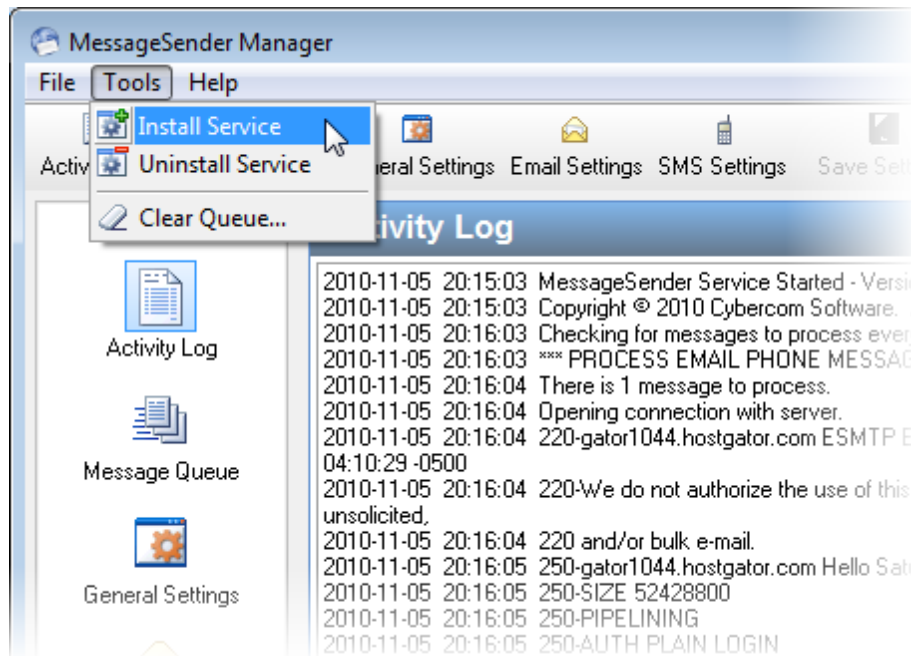 MessageSender Manager
File Tools Help
Install Service
Uninstall Service
Clear Queue...
General Settings Email Settings SMS Settings Save
Activity Log
Activity Log
Message Queue
General Settings
2010-11-05 20:15:03 MessageSender Service Started -
2010-11-05 20:15:03 Copyright © 2010 Cybercom Software.
2010-11-05 20:16:03 Checking for messages to process
2010-11-05 20:16:03 *** PROCESS EMAIL PHONE
2010-11-05 20:16:04 There is 1 message to process.
2010-11-05 20:16:04 Opening connection with server.
2010-11-05 20:16:04 220-gator1044.hostgator.com ESMTP
04:10:29 -0500
2010-11-05 20:16:04 220-We do not authorize the use of this
unsolicited,
2010-11-05 20:16:04 220 and/or bulk e-mail.
2010-11-05 20:16:05 250-gator1044.hostgator.com Hello
2010-11-05 20:16:05 250-SIZE 52428800
2010-11-05 20:16:05 250-PIPELINING
2010-11-05 20:16:05 250-AUTH PLAIN LOGIN